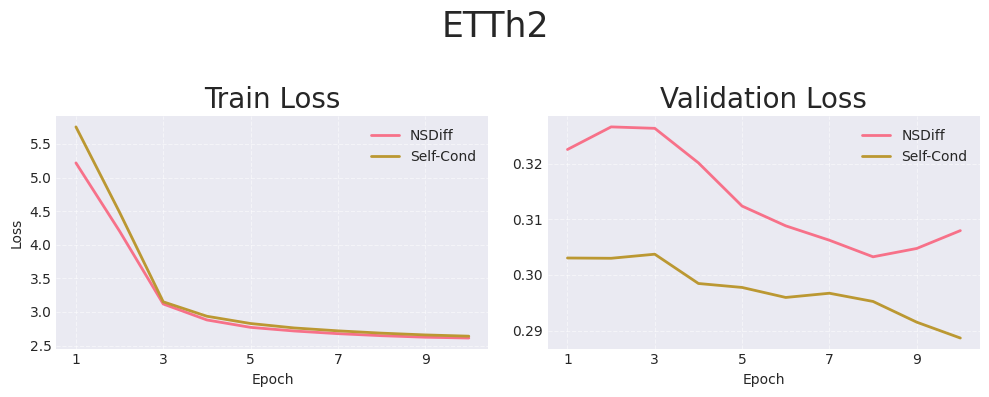 ETTh2
Train Loss
Loss
5.5
5.0
4.5
4.0
3.5
3.0
2.5
NSDiff
Self-Cond
1 3 5 7 9
Epoch
Validation Loss
0.32
0.31
0.30
0.29
NSDiff
Self-Cond
1 3 5 7 9
Epoch